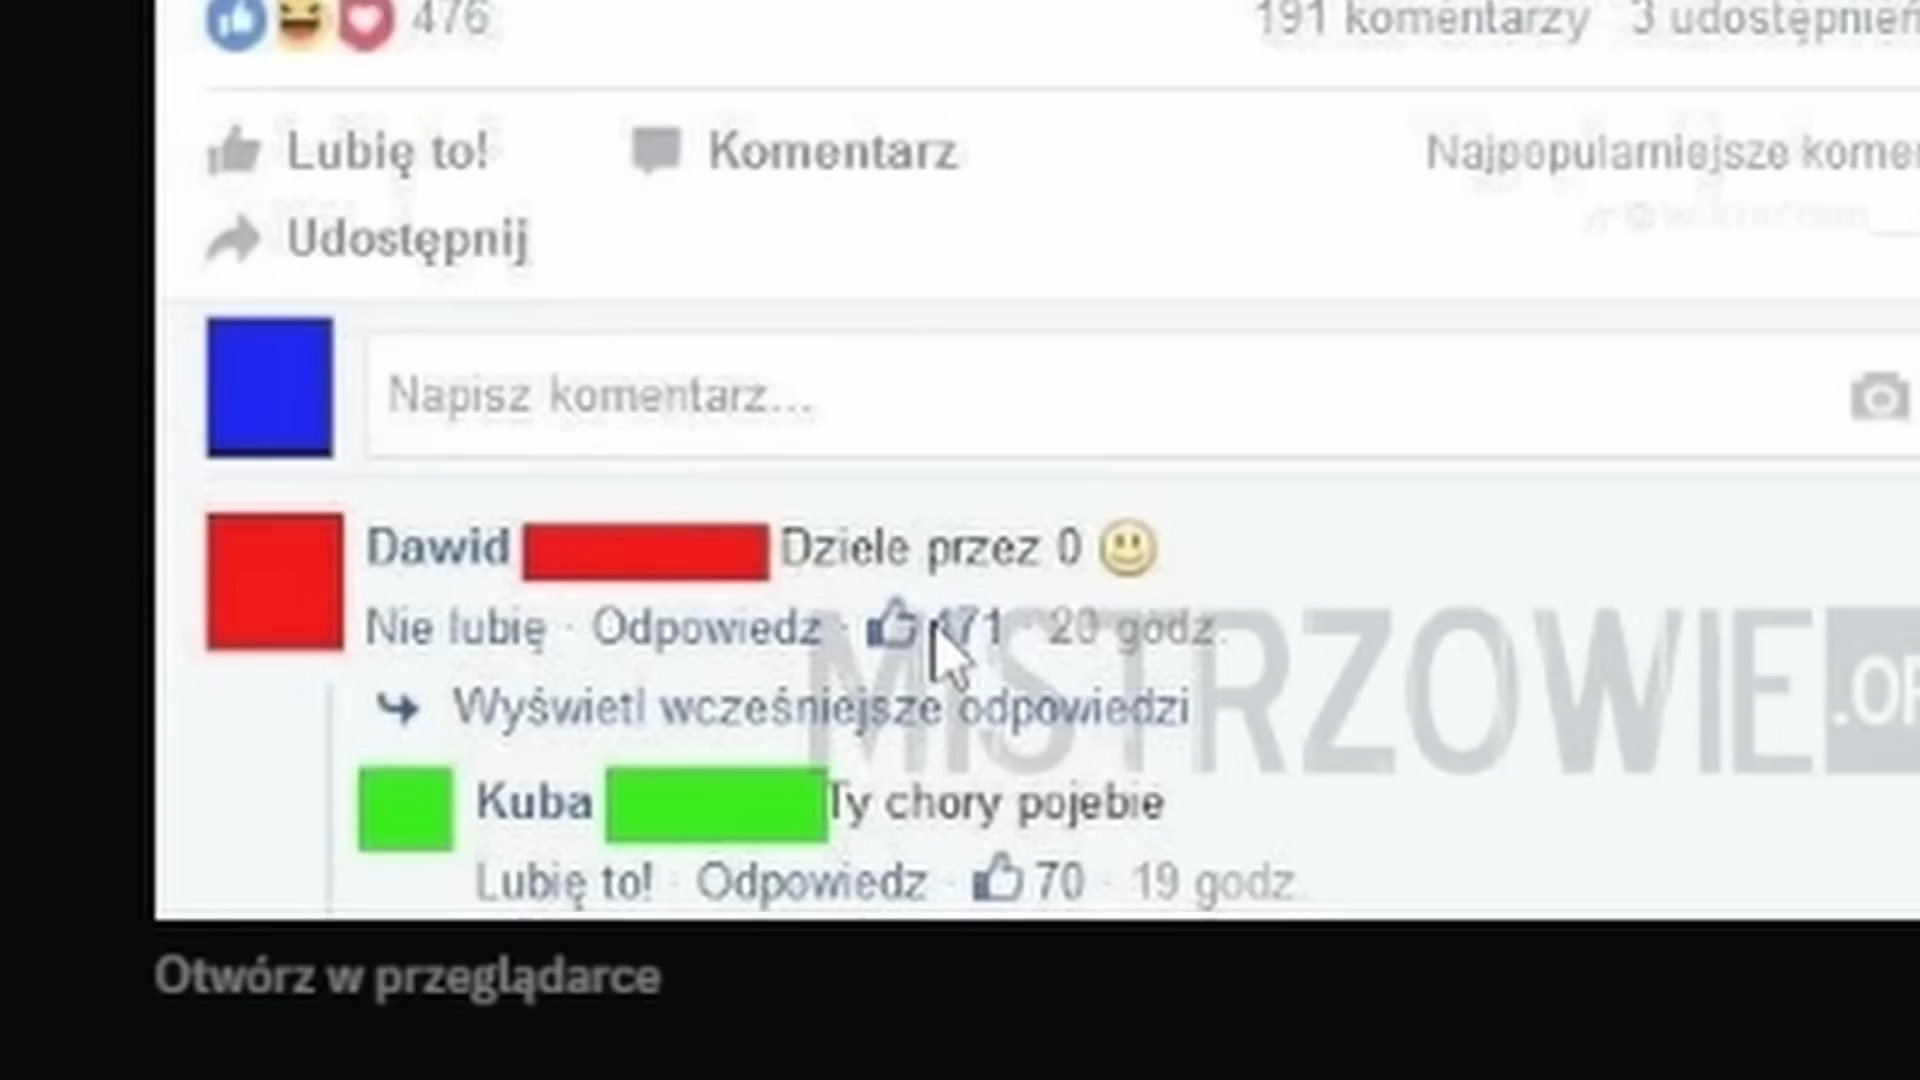 476 191 komentarzy 3 udostępnień
Lubię to! Komentarz Najpopularniejsze komen
Udostępnij
Napisz komentarz...
Dawid Dziele przez 0
Nie lubię · Odpowiedz · 471 · 20 godz.
Wyświetl wcześniejsze odpowiedzi
MISTRZOWIE.OR
Kuba Ty chory pojebie
Lubię to! · Odpowiedz · 70 · 19 godz.
Otwórz w przeglądarce